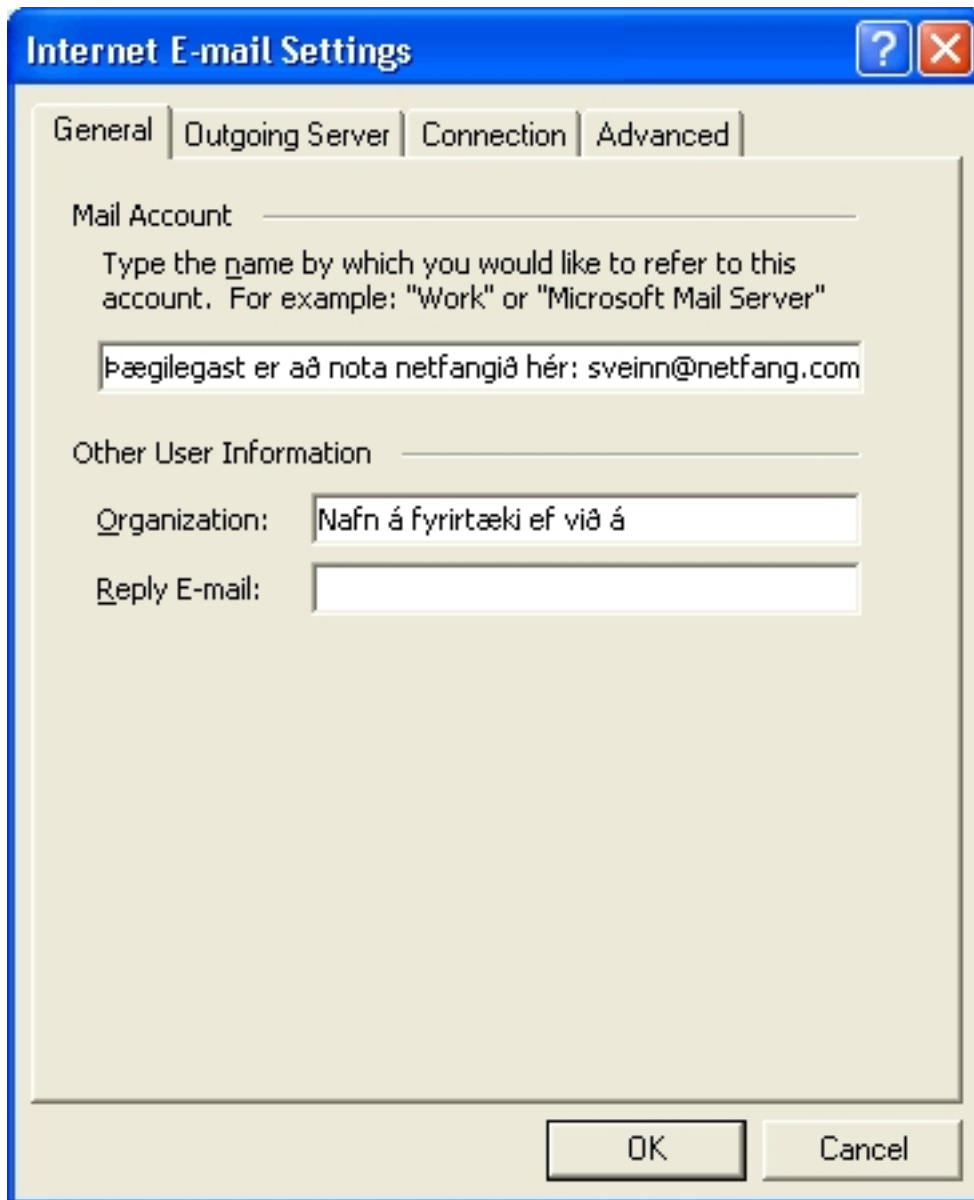 Internet E-mail Settings
General Outgoing Server Connection Advanced
Mail Account
Type the name by which you would like to refer to this
account. For example: "Work" or "Microsoft Mail Server"
Þægilegast er að nota netfangið hér: sveinn@netfang.com
Other User Information
Organization: Nafn á fyrirtæki ef við á
Reply E-mail:
OK Cancel